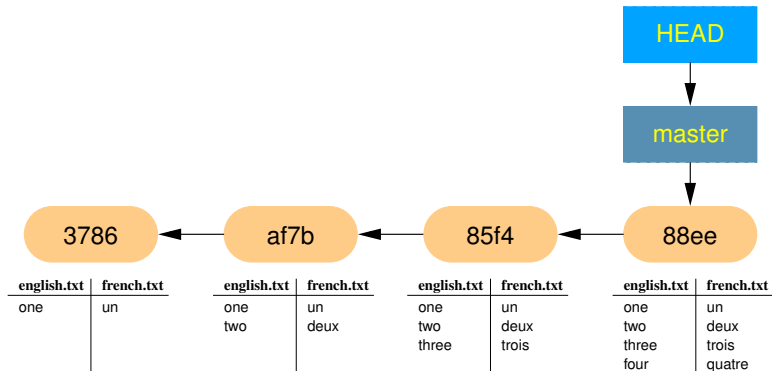 HEAD
master
3786 af7b 85f4 88ee
english.txt french.txt english.txt french.txt english.txt french.txt english.txt french.txt
one un one un one un one un
two deux two deux two deux
three trois three trois
four quatre